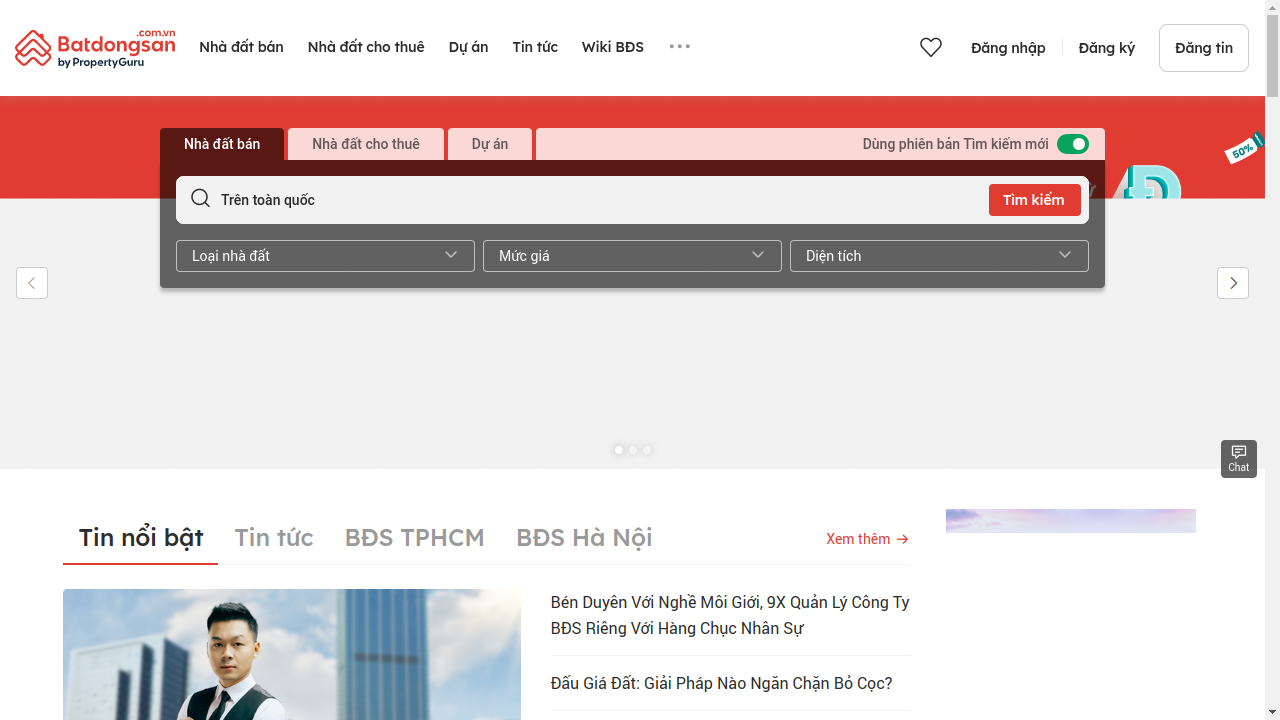 .com.vn
Batdongsan
by PropertyGuru
Nhà đất bán
Nhà đất cho thuê
Dự án
Tin tức
Wiki BĐS
Đăng nhập
Đăng ký
Đăng tin
Nhà đất bán
Nhà đất cho thuê
Dự án
Dùng phiên bản Tìm kiếm mới
50%
Trên toàn quốc
Tìm kiếm
Đ
Loại nhà đất
Mức giá
Diện tích
Chat
Tin nổi bật
Tin tức
BĐS TPHCM
BĐS Hà Nội
Xem thêm →
Bén Duyên Với Nghề Môi Giới, 9X Quản Lý Công Ty
BĐS Riêng Với Hàng Chục Nhân Sự
Đấu Giá Đất: Giải Pháp Nào Ngăn Chặn Bỏ Cọc?